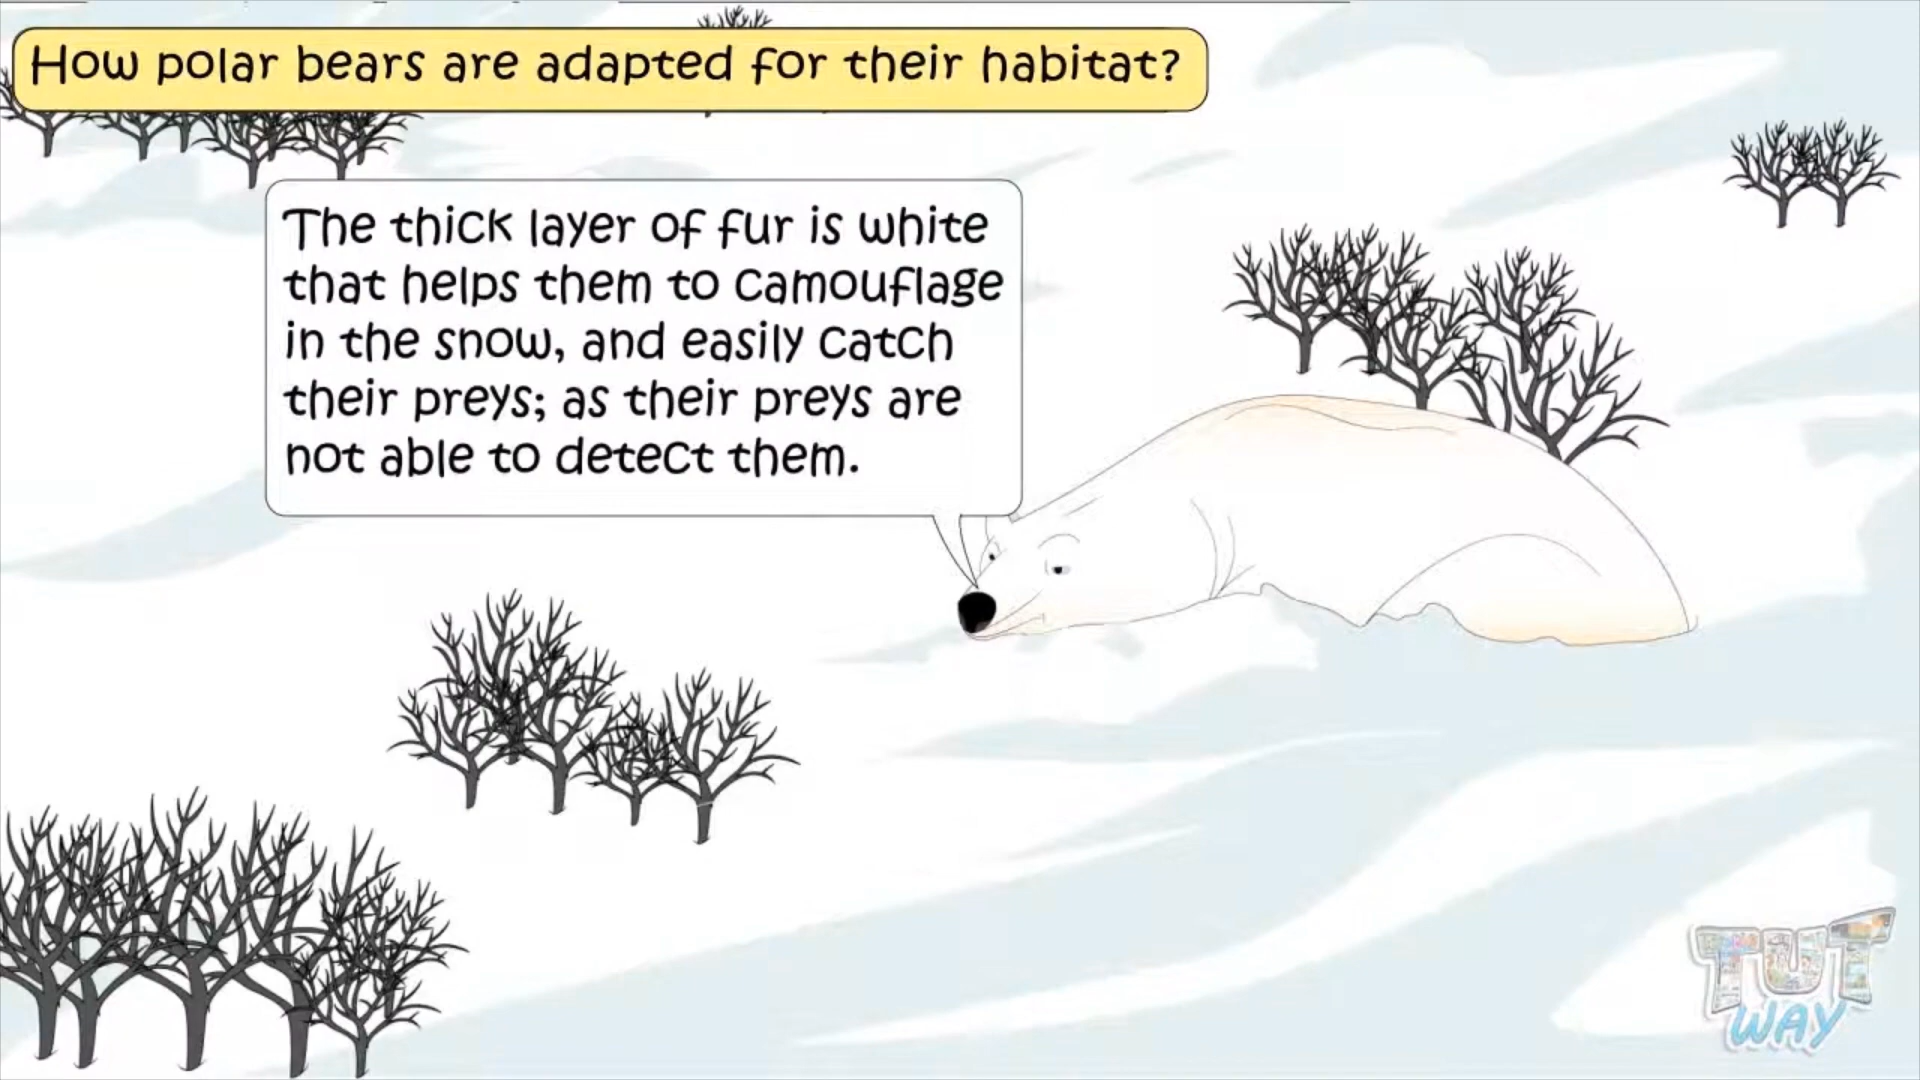 How polar bears are adapted for their habitat?
The thick layer of fur is white
that helps them to camouflage
in the snow, and easily catch
their preys; as their preys are
not able to detect them.
TUT
WAY